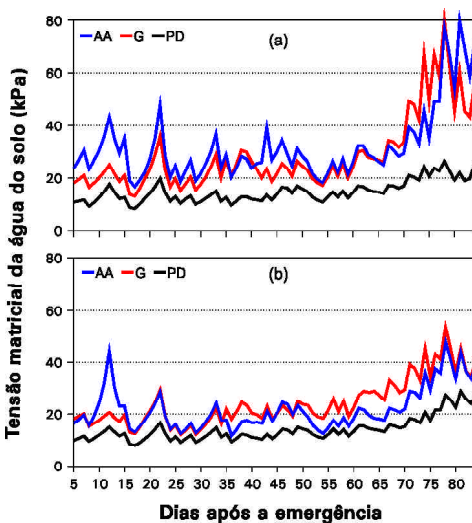 Tensão matricial da água do solo (kPa)
80
60
40
20
0
AA G PD
(a)
80
60
40
20
0
AA G PD
(b)
5 10 15 20 25 30 35 40 45 50 55 60 65 70 75 80
Dias após a emergência